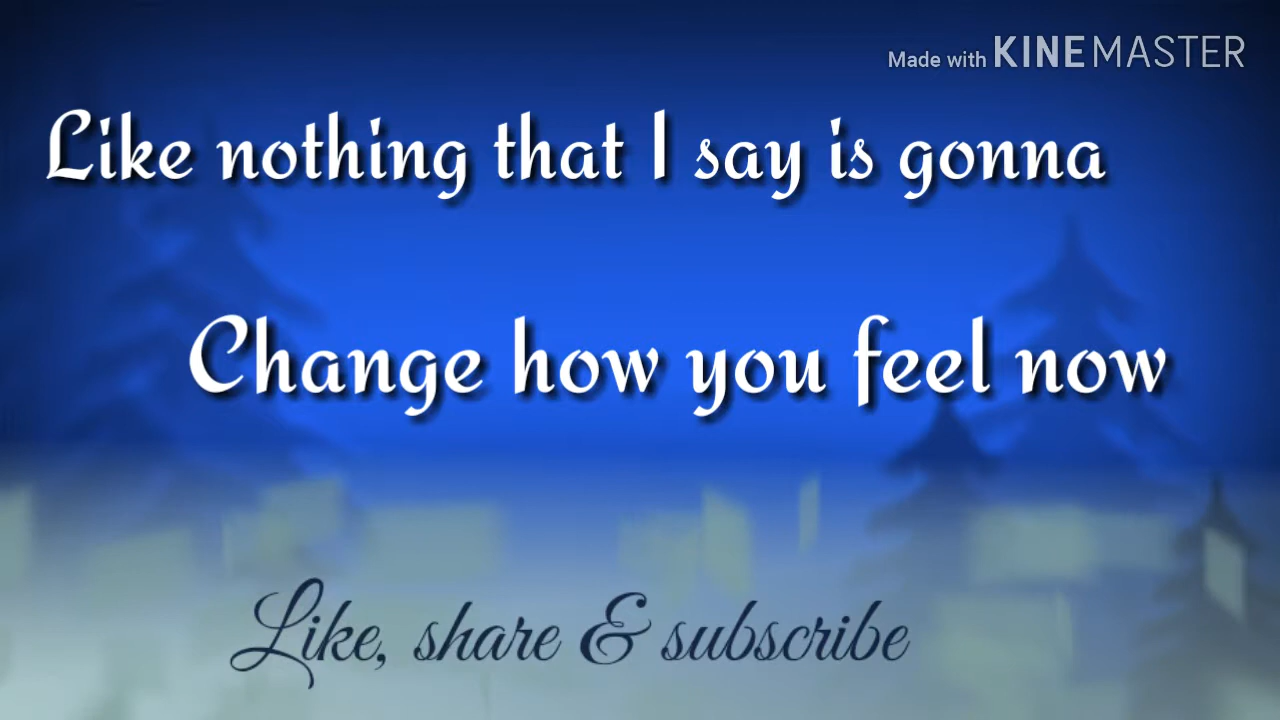 Made with KINEMASTER
Like nothing that I say is gonna
Change how you feel now
Like, share & subscribe